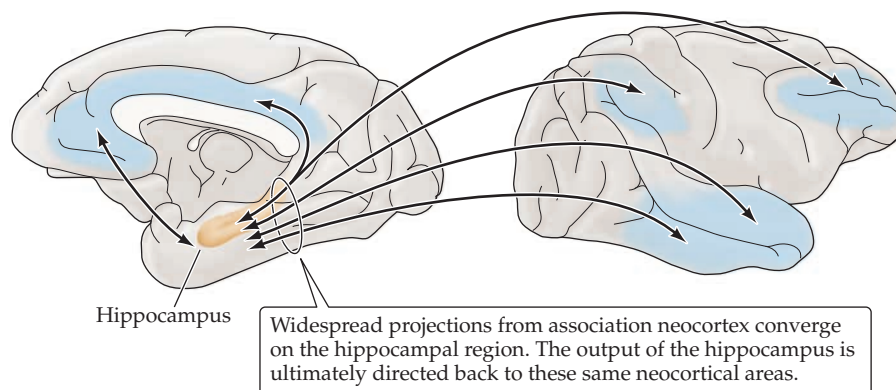 Hippocampus
Widespread projections from association neocortex converge
on the hippocampal region. The output of the hippocampus is
ultimately directed back to these same neocortical areas.